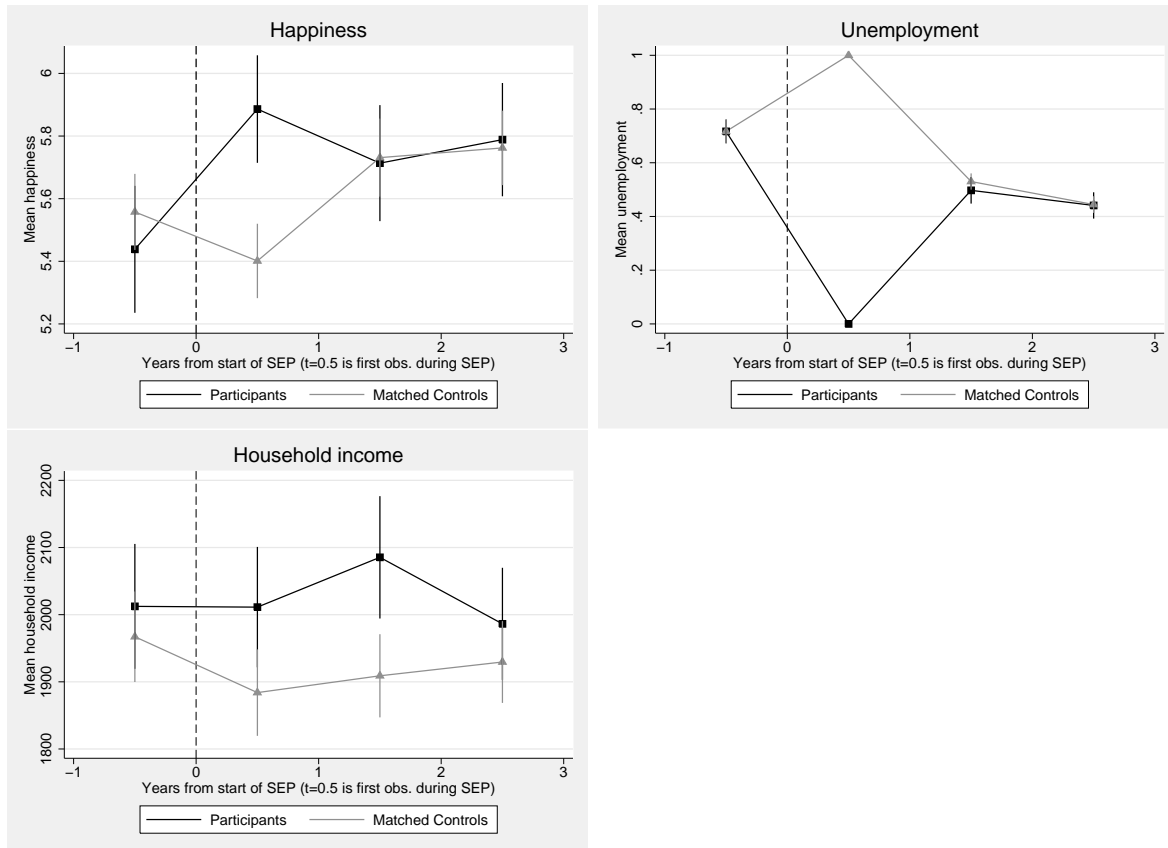 Happiness
Mean happiness
6
5.8
5.6
5.4
5.2
−1 0 1 2 3
Years from start of SEP (t=0.5 is first obs. during SEP)
Participants Matched Controls
Unemployment
Mean unemployment
1
.8
.6
.4
.2
0
−1 0 1 2 3
Years from start of SEP (t=0.5 is first obs. during SEP)
Participants Matched Controls
Household income
Mean household income
2200
2100
2000
1900
1800
−1 0 1 2 3
Years from start of SEP (t=0.5 is first obs. during SEP)
Participants Matched Controls